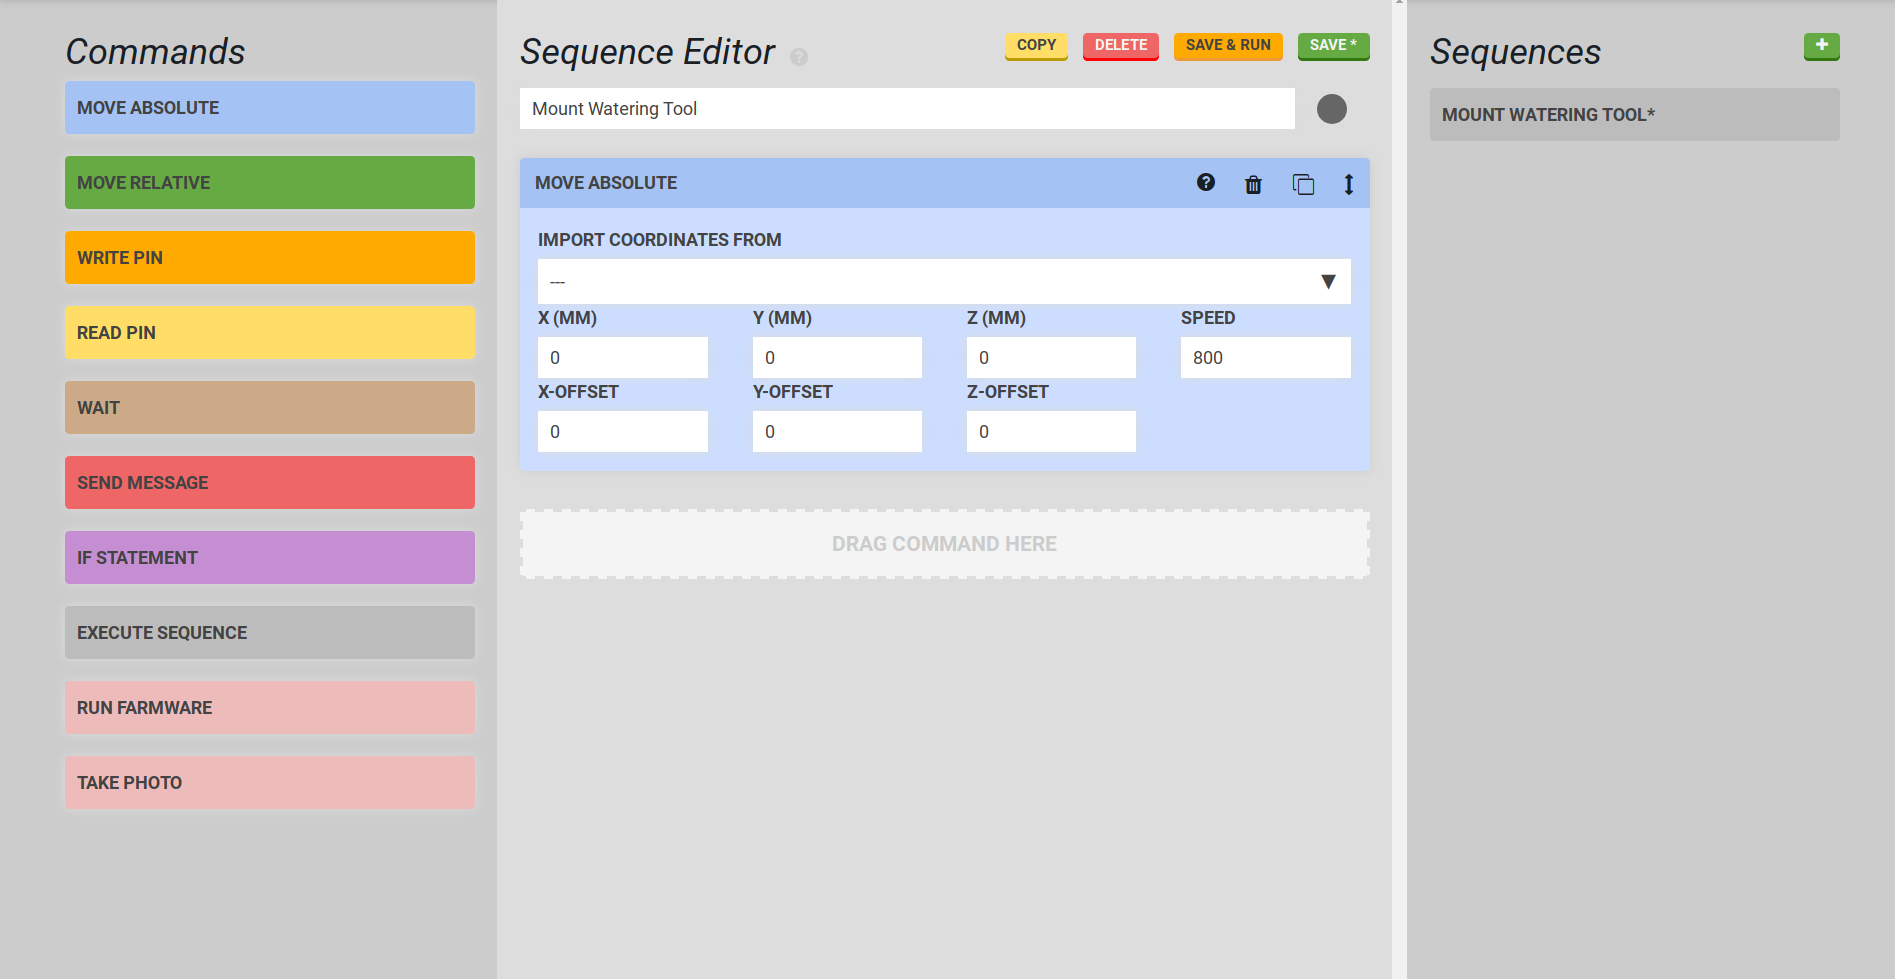 Commands
MOVE ABSOLUTE
MOVE RELATIVE
WRITE PIN
READ PIN
WAIT
SEND MESSAGE
IF STATEMENT
EXECUTE SEQUENCE
RUN FARMWARE
TAKE PHOTO
Sequence Editor ?
COPY DELETE SAVE & RUN SAVE *
Mount Watering Tool
MOVE ABSOLUTE ?
IMPORT COORDINATES FROM
---
X (MM) Y (MM) Z (MM) SPEED
0 0 0 800
X-OFFSET Y-OFFSET Z-OFFSET
0 0 0
DRAG COMMAND HERE
Sequences +
MOUNT WATERING TOOL*